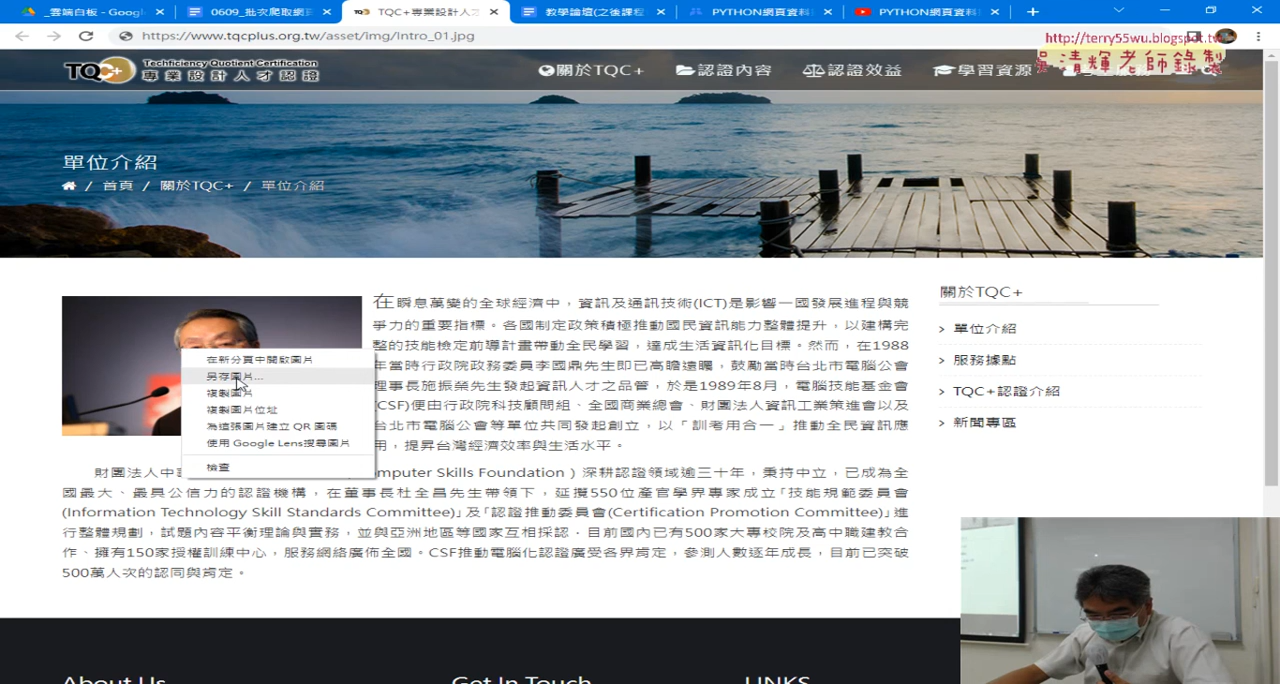 _雲端白板 - Googl
0609_批次爬取網頁
TQC+專業設計人才
教學論壇(之後課程
PYTHON網頁資料
PYTHON網頁資料
https://www.tqcplus.org.tw/asset/img/Intro_01.jpg
http://terry55wu.blogspot.tw
吳清輝老師錄製
TQC+
Techficiency Quotient Certification
專業設計人才認證
關於TQC+
認證內容
認證效益
學習資源
單位介紹
/ 首頁 / 關於TQC+ / 單位介紹
在瞬息萬變的全球經濟中，資訊及通訊技術(ICT)是影響一國發展進程與競
爭力的重要指標。各國制定政策積極推動國民資訊能力整體提升，以建構完
整的技能檢定前導計畫帶動全民學習，達成生活資訊化目標。然而，在1988
年當時行政院政務委員李國鼎先生即已高瞻遠矚，鼓勵當時台北市電腦公會
理事長施振榮先生發起資訊人才之品管，於是1989年8月，電腦技能基金會
(CSF)便由行政院科技顧問組、全國商業總會、財團法人資訊工業策進會以及
台北市電腦公會等單位共同發起創立，以「訓考用合一」推動全民資訊應
用，提昇台灣經濟效率與生活水平。
在新分頁中開啟圖片
另存圖片...
複製圖片
複製圖片位址
為這張圖片建立 QR 圖碼
使用 Google Lens搜尋圖片
檢查
財團法人中
omputer Skills Foundation）深耕認證領域逾三十年，秉持中立，已成為全
國最大、最具公信力的認證機構，在董事長杜全昌先生帶領下，延攬550位產官學界專家成立「技能規範委員會
(Information Technology Skill Standards Committee)」及「認證推動委員會(Certification Promotion Committee)」進
行整體規劃，試題內容平衡理論與實務，並與亞洲地區等國家互相採認．目前國內已有500家大專校院及高中職建教合
作、擁有150家授權訓練中心，服務網絡廣佈全國。CSF推動電腦化認證廣受各界肯定，參測人數逐年成長，目前已突破
500萬人次的認同與肯定。
關於TQC+
> 單位介紹
> 服務據點
> TQC+認證介紹
> 新聞專區
About Us
Get In Touch
LINKS